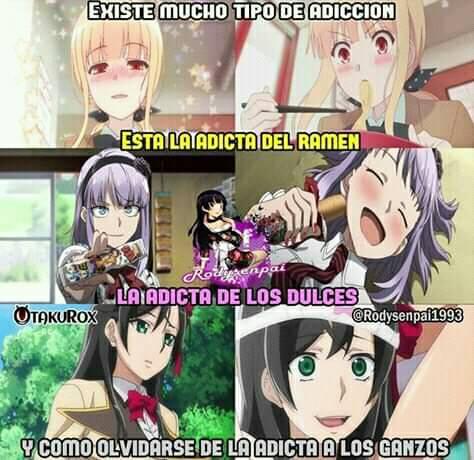 EXISTE MUCHO TIPO DE ADICCION
ESTA LA ADICTA DEL RAMEN
Rodysenpai
LA ADICTA DE LOS DULCES
OTAKUROX
@Rodysenpai1993
Y COMO OLVIDARSE DE LA ADICTA A LOS GANZOS